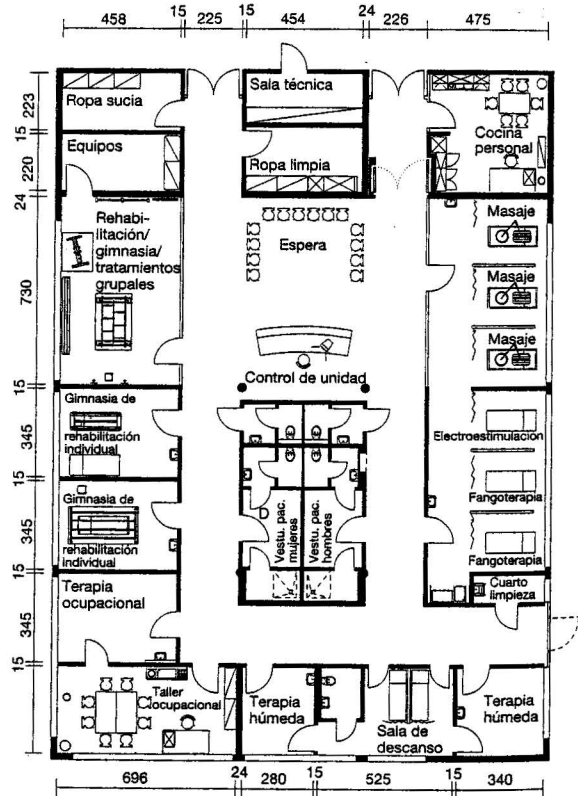 458
15
225
15
454
24
226
475
223
15
220
24
730
15
345
15
345
15
345
15
Ropa sucia
Sala técnica
Cocina
personal
Equipos
Ropa limpia
Rehabi-
litación/
gimnasia/
tratamientos
grupales
Espera
Masaje
Masaje
Masaje
Control de unidad
Gimnasia de
rehabilitación
individual
Electroestimulación
Gimnasia de
rehabilitación
individual
Vestu. pac.
mujeres
Vestu. pac.
hombres
Fangoterapia
Fangoterapia
Terapia
ocupacional
Cuarto
limpieza
Taller
ocupacional
Terapia
húmeda
Sala de
descanso
Terapia
húmeda
696
24
280
15
525
15
340